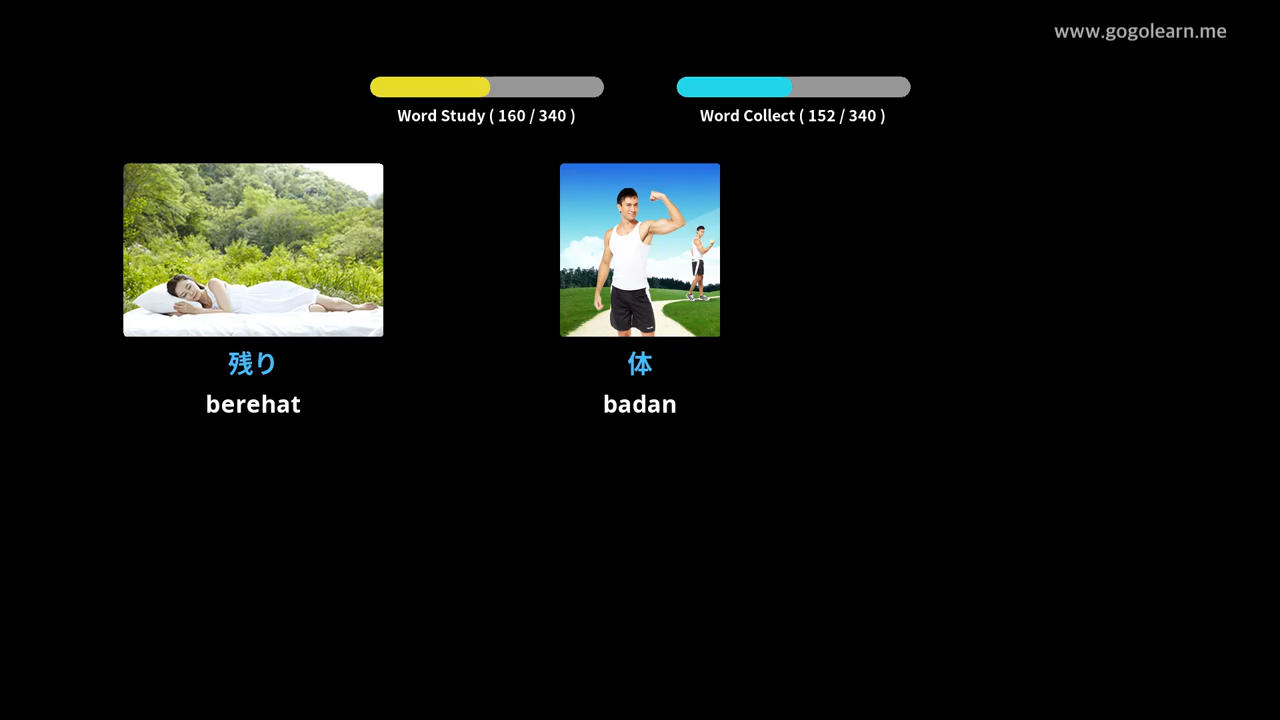 www.gogolearn.me
Word Study ( 160 / 340 )
Word Collect ( 152 / 340 )
残り
berehat
体
badan